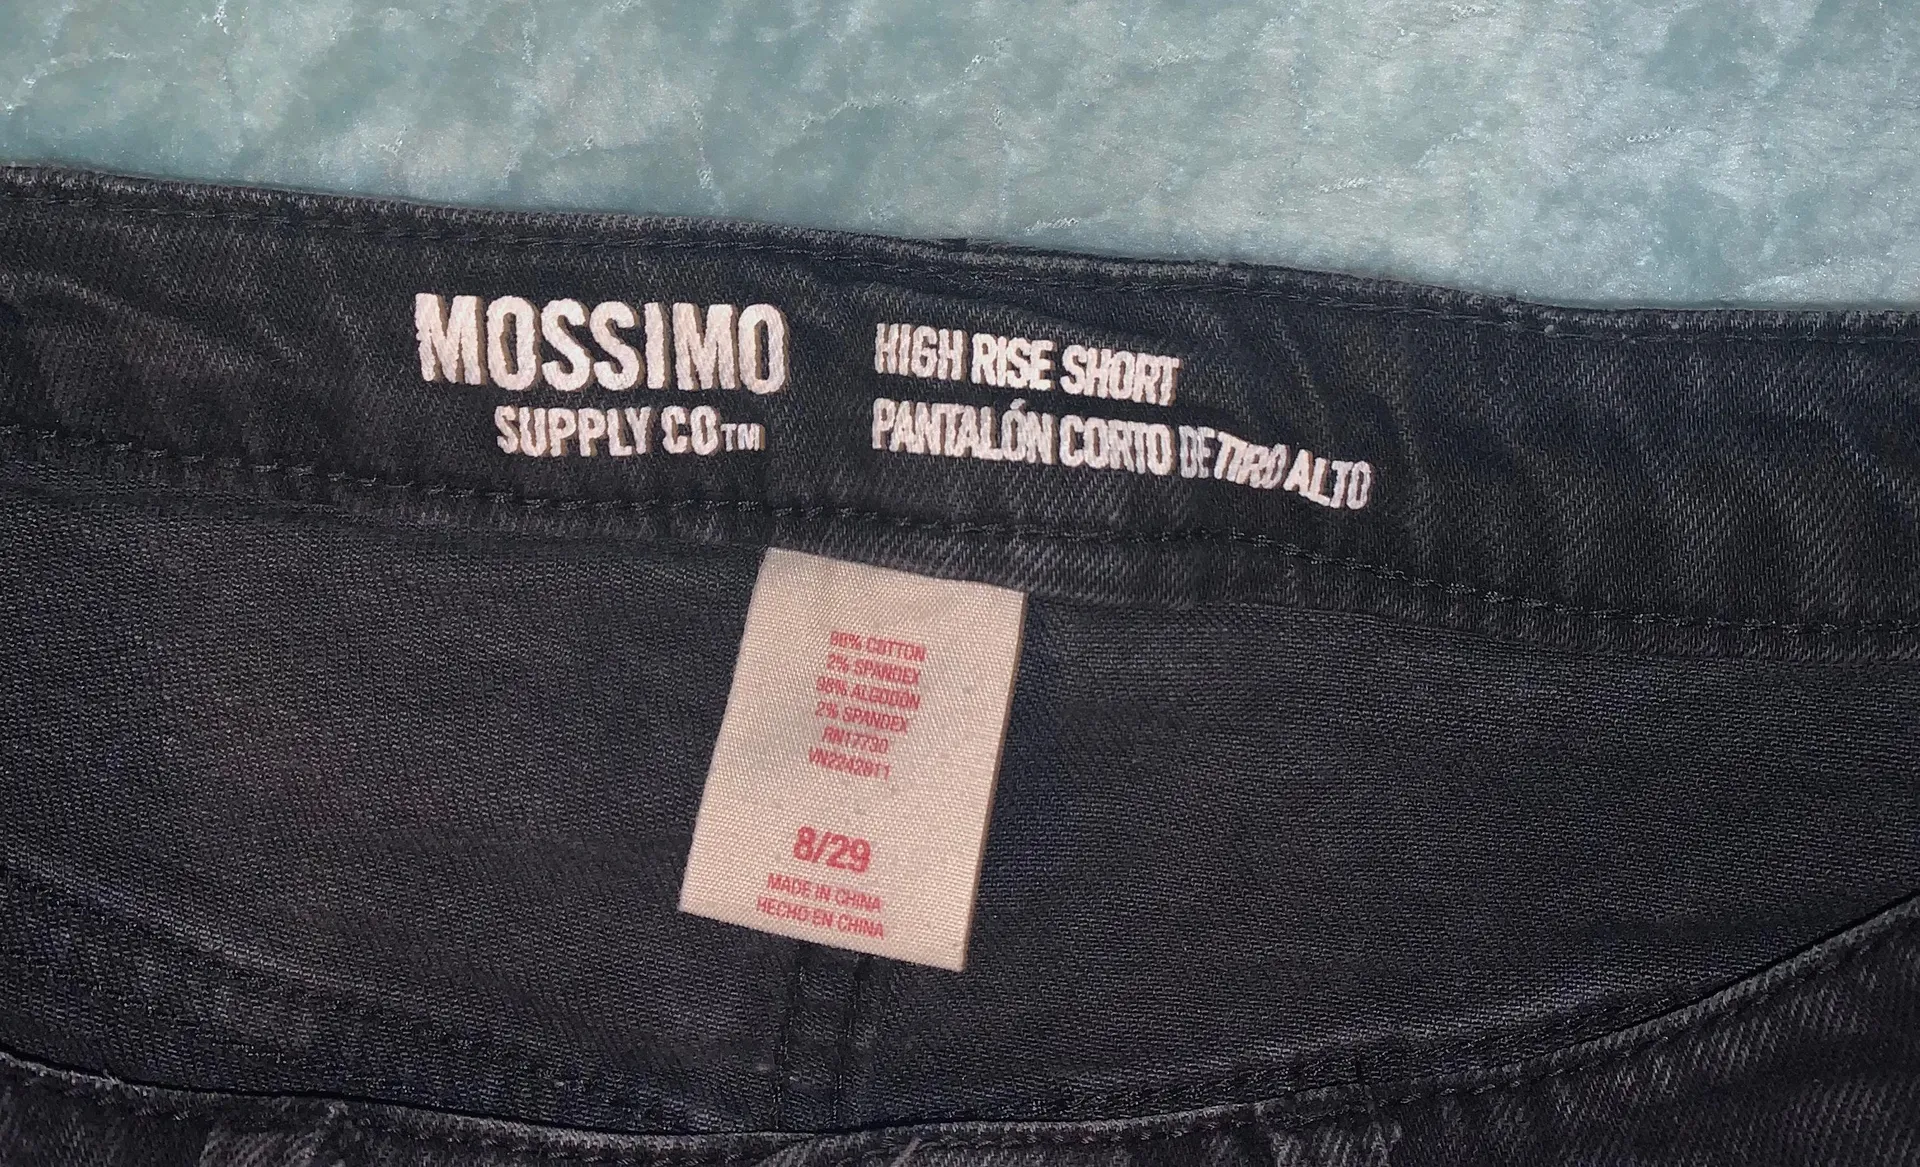 MOSSIMO
SUPPLY CO™
HIGH RISE SHORT
PANTALÓN CORTO DE TIRO ALTO
98% COTTON
2% SPANDEX
98% ALGODÓN
2% SPANDEX
RN17730
VN2242811
8/29
MADE IN CHINA
HECHO EN CHINA